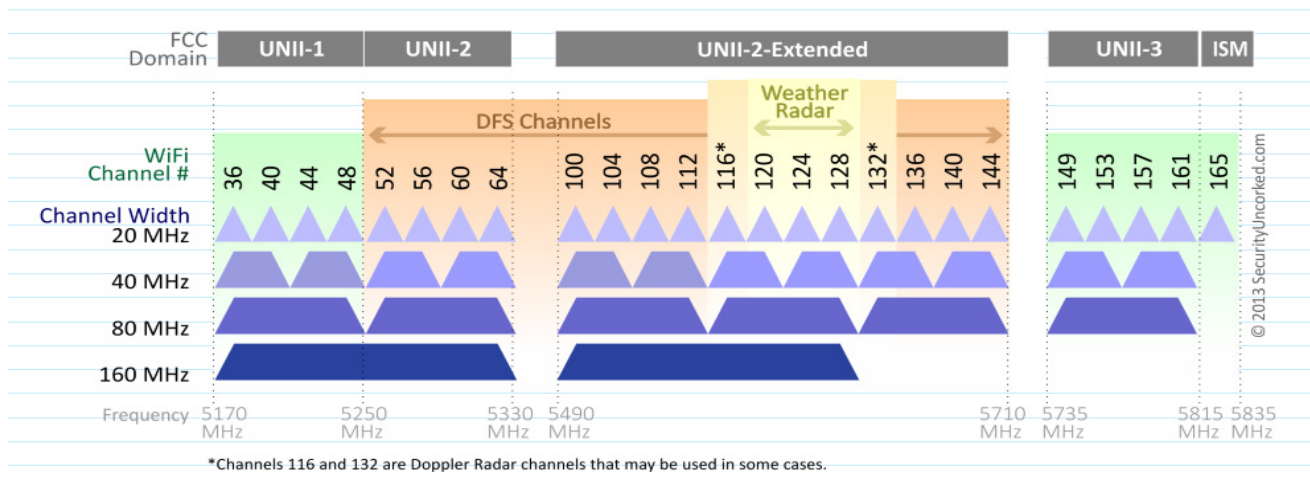 FCC
Domain
UNII-1
UNII-2
UNII-2-Extended
UNII-3
ISM
Weather
Radar
DFS Channels
WiFi
Channel #
36 40 44 48 52 56 60 64 100 104 108 112 116* 120 124 128 132* 136 140 144 149 153 157 161 165
Channel Width
20 MHz
40 MHz
80 MHz
160 MHz
Frequency
5170
MHz
5250
MHz
5330
MHz
5490
MHz
5710
MHz
5735
MHz
5815
MHz
5835
MHz
*Channels 116 and 132 are Doppler Radar channels that may be used in some cases.
© 2013 SecurityUncorked.com